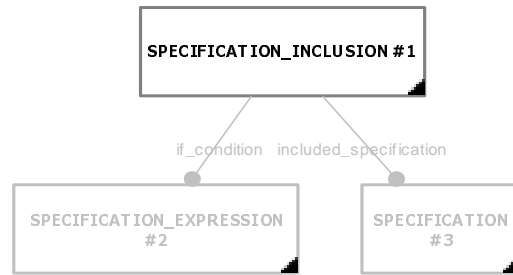 SPECIFICATION_INCLUSION #1
if_condition included_specification
SPECIFICATION_EXPRESSION
#2
SPECIFICATION
#3